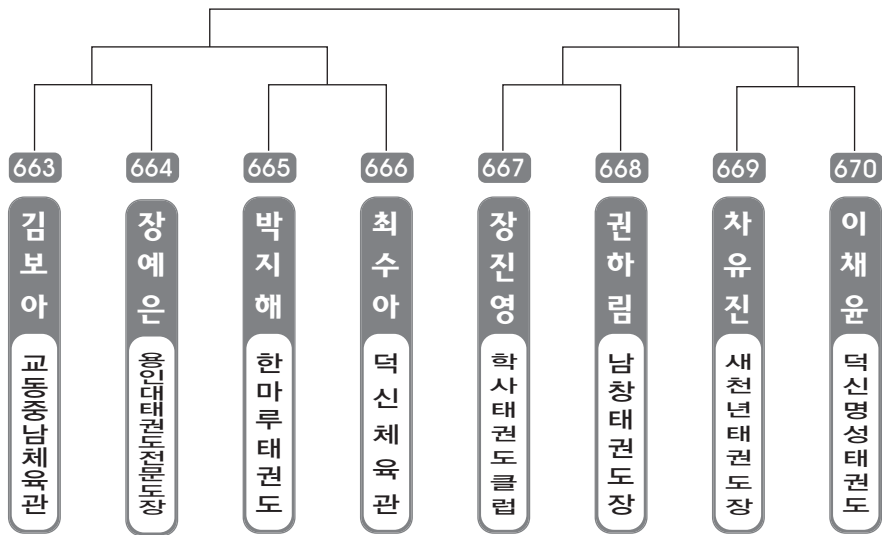 663
664
665
666
667
668
669
670
김보아
장예은
박지해
최수아
장진영
권하림
차유진
이채윤
교동중남체육관
용인대태권도전문도장
한마루태권도
덕신체육관
학사태권도클럽
남창태권도장
새천년태권도장
덕신명성태권도